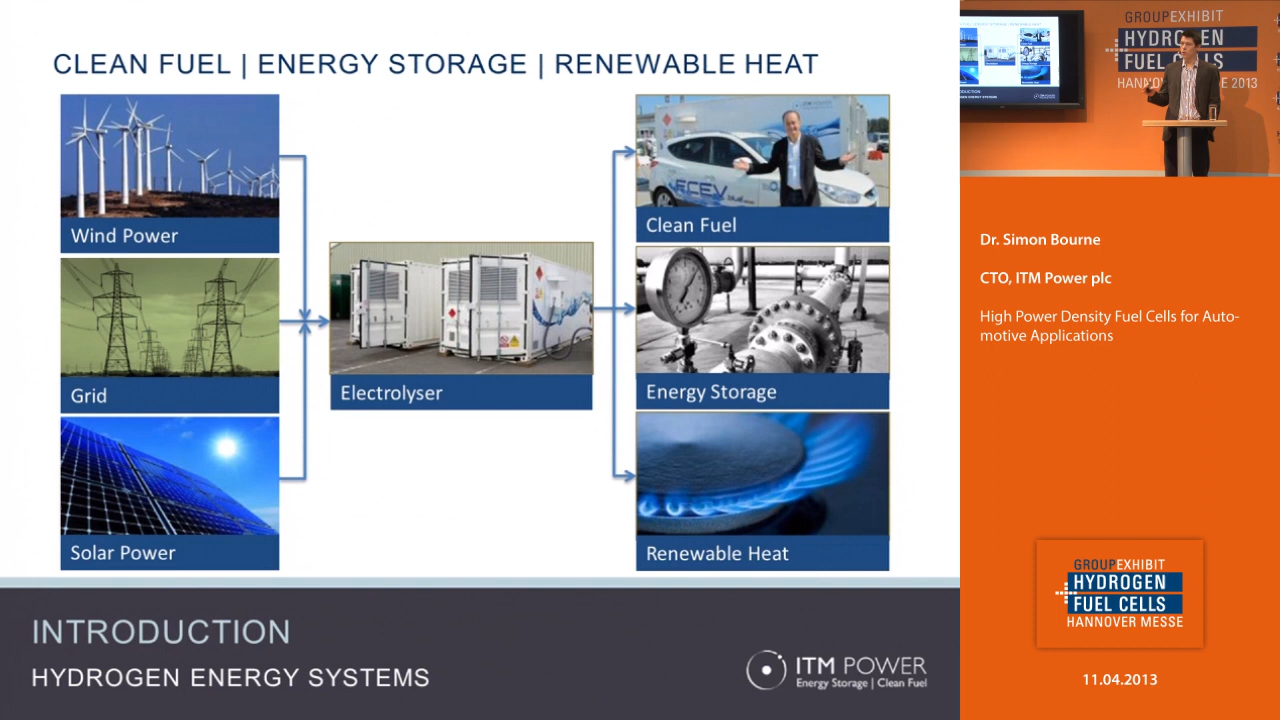 CLEAN FUEL | ENERGY STORAGE | RENEWABLE HEAT
Wind Power
Grid
Solar Power
Electrolyser
ITM POWER
FCEV
Clean Fuel
Energy Storage
Renewable Heat
INTRODUCTION
HYDROGEN ENERGY SYSTEMS
ITM POWER
Energy Storage | Clean Fuel
GROUPEXHIBIT
HYDROGEN
FUEL CELLS
Dr. Simon Bourne
CTO, ITM Power plc
High Power Density Fuel Cells for Auto-
motive Applications
GROUPEXHIBIT
HYDROGEN
FUEL CELLS
HANNOVER MESSE
11.04.2013